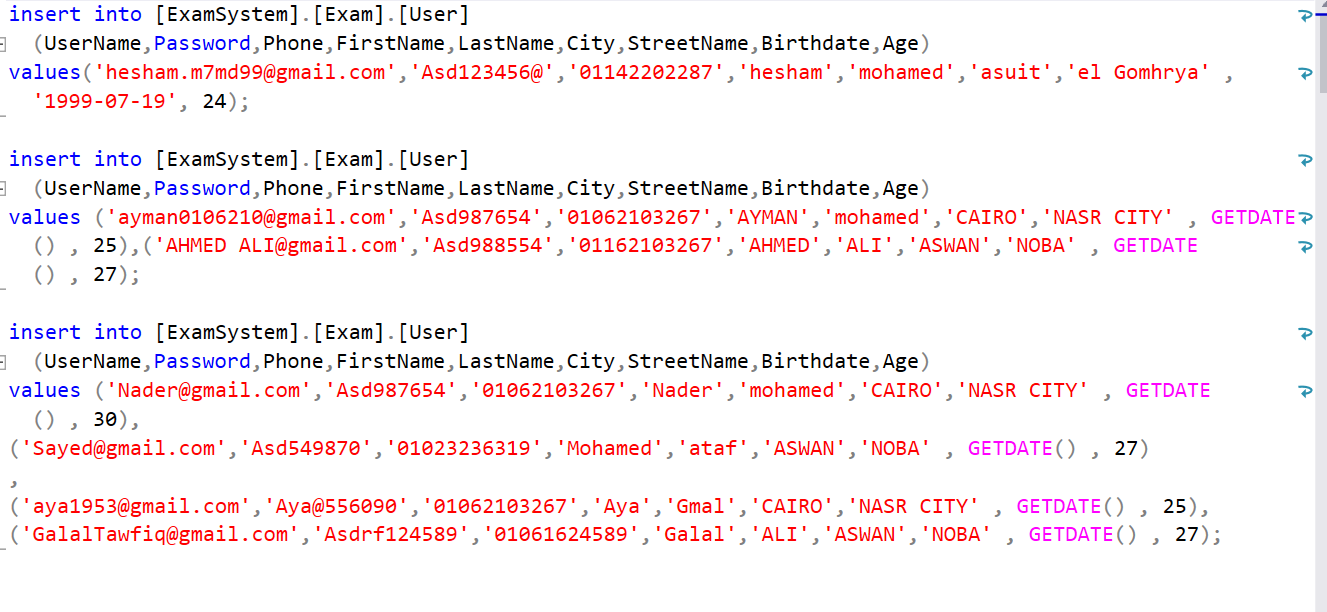 insert into [ExamSystem].[Exam].[User]
(UserName,Password,Phone,FirstName,LastName,City,StreetName,Birthdate,Age)
values('hesham.m7md99@gmail.com','Asd123456@','01142202287','hesham','mohamed','asuit','el Gomhrya' ,
'1999-07-19', 24);
insert into [ExamSystem].[Exam].[User]
(UserName,Password,Phone,FirstName,LastName,City,StreetName,Birthdate,Age)
values ('ayman0106210@gmail.com','Asd987654','01062103267','AYMAN','mohamed','CAIRO','NASR CITY' , GETDATE
() , 25),('AHMED ALI@gmail.com','Asd988554','01162103267','AHMED','ALI','ASWAN','NOBA' , GETDATE
() , 27);
insert into [ExamSystem].[Exam].[User]
(UserName,Password,Phone,FirstName,LastName,City,StreetName,Birthdate,Age)
values ('Nader@gmail.com','Asd987654','01062103267','Nader','mohamed','CAIRO','NASR CITY' , GETDATE
() , 30),
('Sayed@gmail.com','Asd549870','01023236319','Mohamed','ataf','ASWAN','NOBA' , GETDATE() , 27)
,
('aya1953@gmail.com','Aya@556090','01062103267','Aya','Gmal','CAIRO','NASR CITY' , GETDATE() , 25),
('GalalTawfiq@gmail.com','Asdrf124589','01061624589','Galal','ALI','ASWAN','NOBA' , GETDATE() , 27);